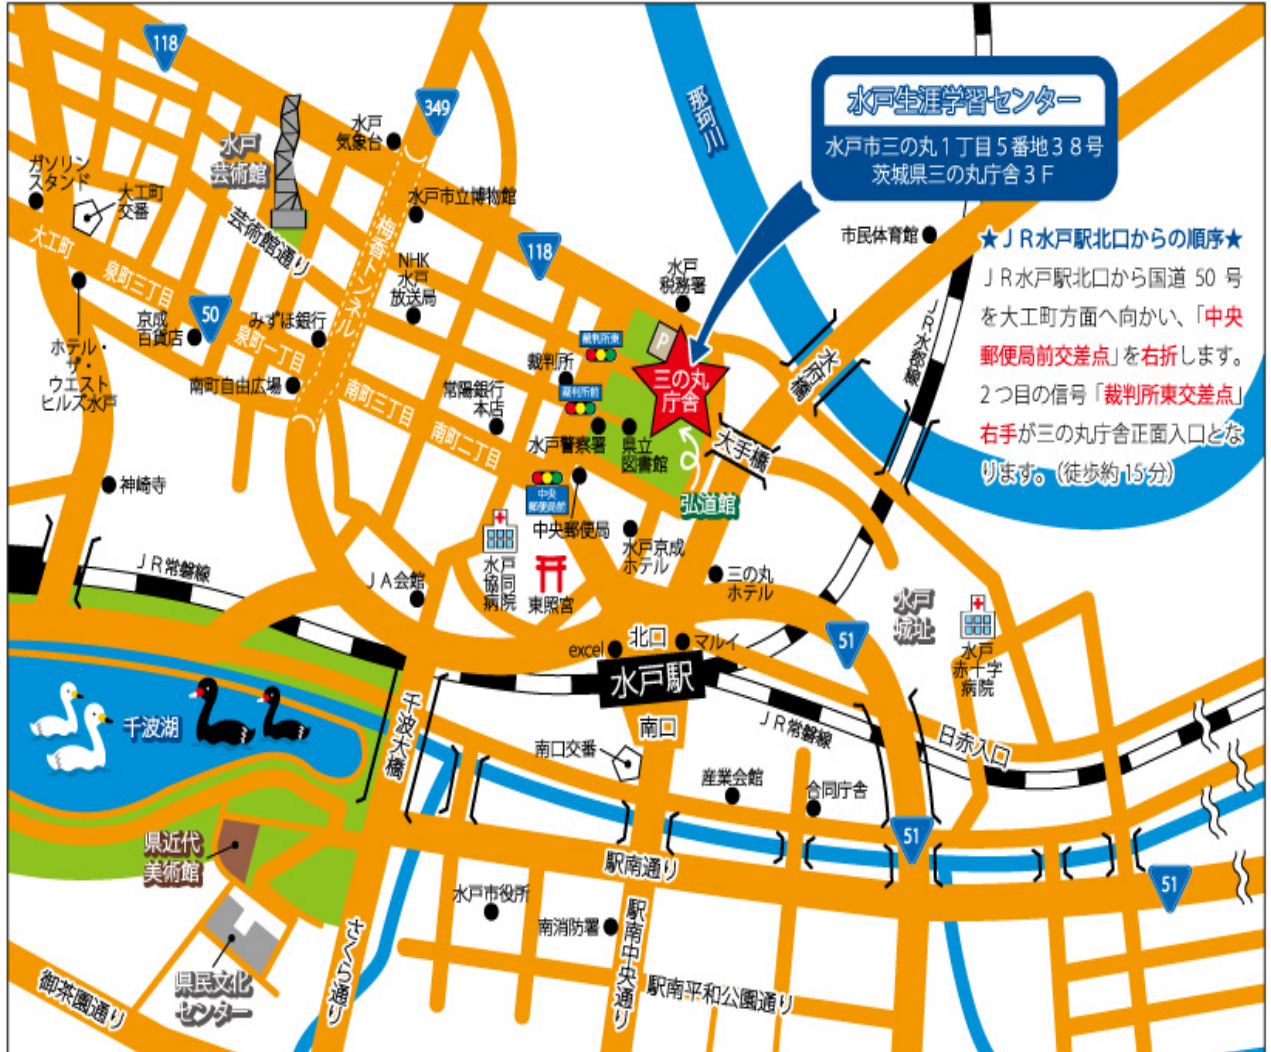 118
349
水戸
気象台
那珂川
水戸生涯学習センター
水戸市三の丸1丁目5番地38号
茨城県三の丸庁舎3F
水戸
芸術館
ガソリン
スタンド
大工町
交番
水戸市立博物館
市民体育館
★JR水戸駅北口からの順序★
JR水戸駅北口から国道 50 号
を大工町方面へ向かい、「中央
郵便局前交差点」を右折します。
2つ目の信号「裁判所東交差点」
右手が三の丸庁舎正面入口とな
ります。（徒歩約15分）
大工町
芸術館通り
梅香トンネル
118
NHK
水戸
放送局
水戸
税務署
泉町三丁目
50
京成
百貨店
みずほ銀行
泉町一丁目
裁判所東
P
JR水郡線
水府橋
ホテル・
ザ・
ウエスト
ヒルズ水戸
南町自由広場
南町三丁目
常陽銀行
本店
裁判所
裁判所前
三の丸
庁舎
南町二丁目
水戸警察署
県立
図書館
大手橋
神崎寺
中央
郵便局前
弘道館
中央郵便局
水戸京成
ホテル
JR常磐線
JA会館
水戸
協同
病院
東照宮
三の丸
ホテル
水戸
城址
水戸
赤十字
病院
51
北口
excel
マルイ
水戸駅
南口
千波湖
千波大橋
JR常磐線
日赤入口
南口交番
産業会館
合同庁舎
51
県近代
美術館
駅南通り
51
水戸市役所
南消防署
駅南中央通り
さくら通り
県民文化
センター
御茶園通り
駅南平和公園通り